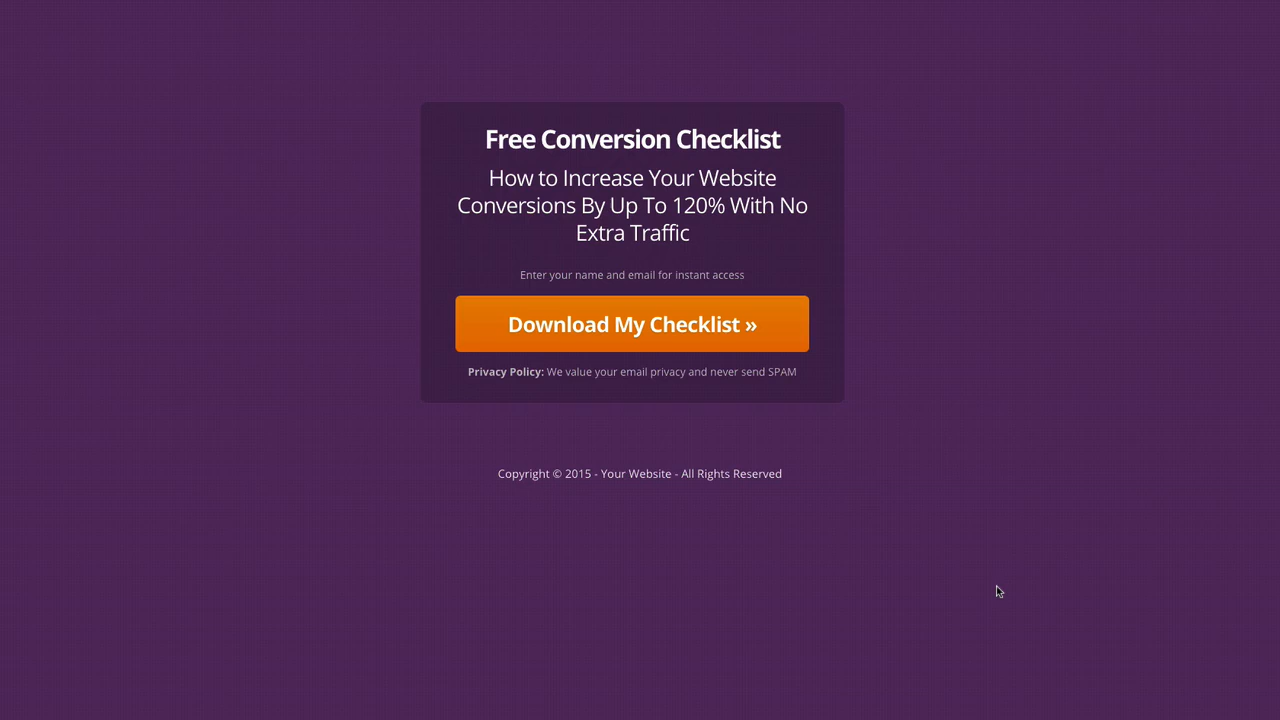 Free Conversion Checklist
How to Increase Your Website
Conversions By Up To 120% With No
Extra Traffic
Enter your name and email for instant access
Download My Checklist »
Privacy Policy: We value your email privacy and never send SPAM
Copyright © 2015 - Your Website - All Rights Reserved